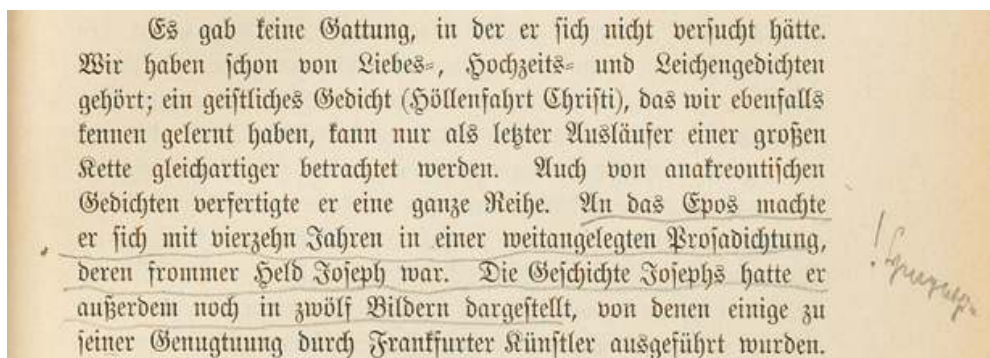 Es gab keine Gattung, in der er sich nicht versucht hätte.
Wir haben schon von Liebes-, Hochzeits- und Leichengedichten
gehört; ein geistliches Gedicht (Höllenfahrt Christi), das wir ebenfalls
kennen gelernt haben, kann nur als letzter Ausläufer einer großen
Kette gleichartiger betrachtet werden. Auch von anakreontischen
Gedichten verfertigte er eine ganze Reihe. An das Epos machte
er sich mit vierzehn Jahren in einer weitangelegten Prosadichtung,
deren frommer Held Joseph war. Die Geschichte Josephs hatte er
außerdem noch in zwölf Bildern dargestellt, von denen einige zu
seiner Genugtuung durch Frankfurter Künstler ausgeführt wurden.
!